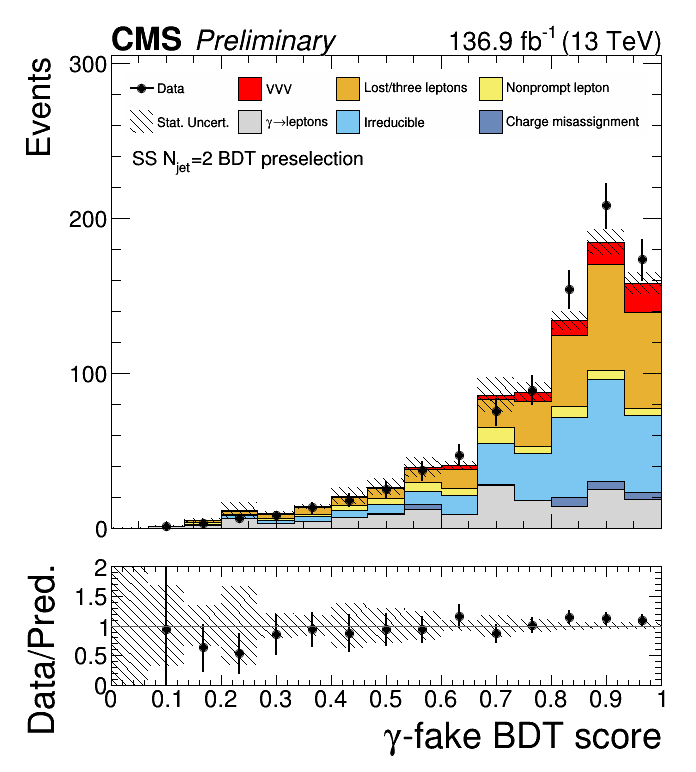 CMS Preliminary 136.9 fb⁻¹ (13 TeV)
Events
300
200
100
0
Data VVV Lost/three leptons Nonprompt lepton
Stat. Uncert. γ→leptons Irreducible Charge misassignment
SS N_jet=2 BDT preselection
Data/Pred.
2
1.5
1
0.5
0
0 0.1 0.2 0.3 0.4 0.5 0.6 0.7 0.8 0.9 1
γ-fake BDT score